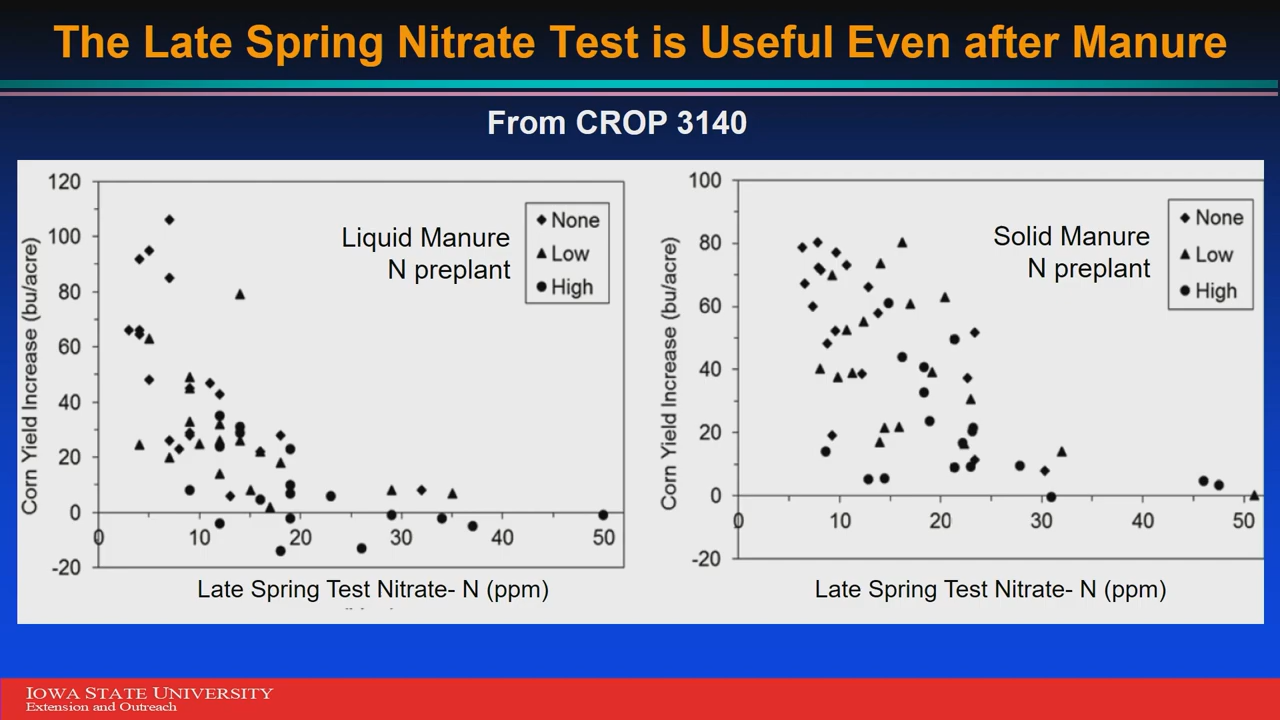 The Late Spring Nitrate Test is Useful Even after Manure
From CROP 3140
Corn Yield Increase (bu/acre)
120
100
80
60
40
20
0
-20
0
10
20
30
40
50
Liquid Manure
N preplant
None
Low
High
Late Spring Test Nitrate- N (ppm)
Corn Yield Increase (bu/acre)
100
80
60
40
20
0
-20
0
10
20
30
40
50
Solid Manure
N preplant
None
Low
High
Late Spring Test Nitrate- N (ppm)
IOWA STATE UNIVERSITY
Extension and Outreach